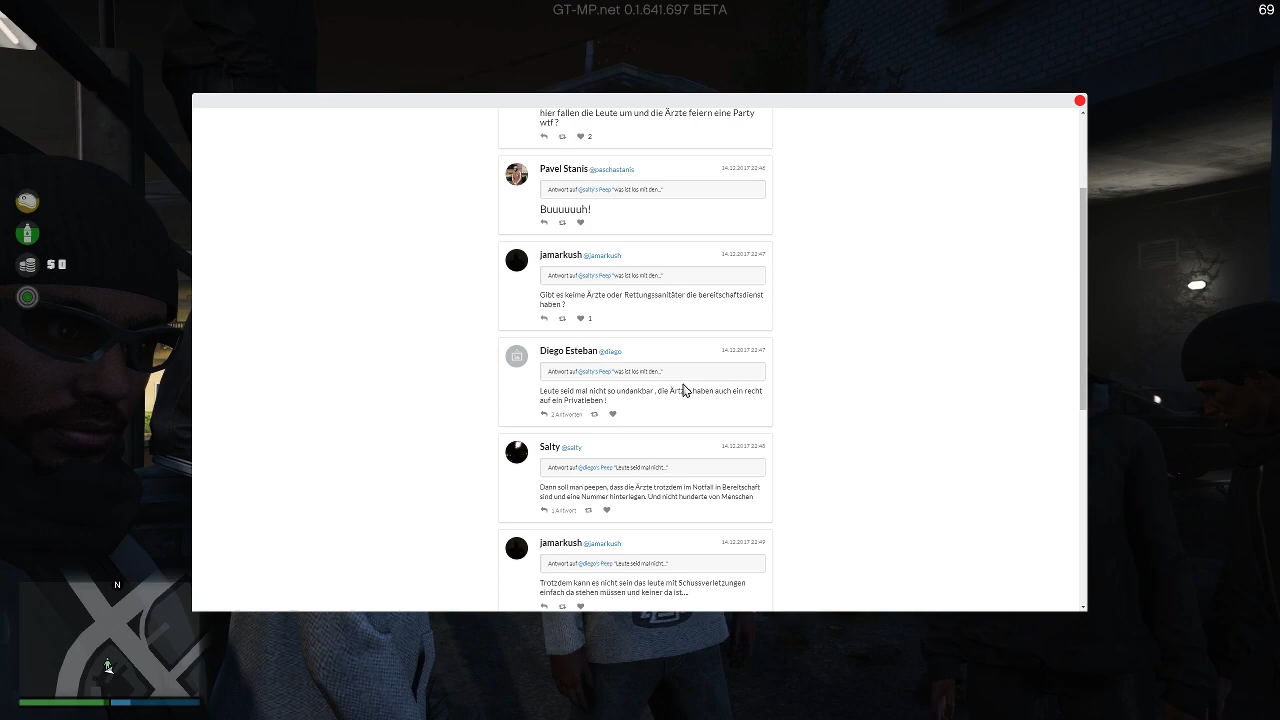 GT-MP.net 0.1.641.697 BETA
69
hier fallen die Leute um und die Ärzte feiern eine Party
wtf ?
2
Pavel Stanis @paschastanis 14.12.2017 22:46
Antwort auf @salty's Peep "was ist los mit den..."
Buuuuuuh!
jamarkush @jamarkush 14.12.2017 22:47
Antwort auf @salty's Peep "was ist los mit den..."
Gibt es keime Ärzte oder Rettungssanitäter die bereitschaftsdienst
haben ?
1
Diego Esteban @diego 14.12.2017 22:47
Antwort auf @salty's Peep "was ist los mit den..."
Leute seid mal nicht so undankbar , die Ärzte haben auch ein recht
auf ein Privatleben !
2 Antworten
Salty @salty 14.12.2017 22:48
Antwort auf @diego's Peep "Leute seid mal nicht..."
Dann soll man peepen, dass die Ärzte trotzdem im Notfall in Bereitschaft
sind und eine Nummer hinterlegen. Und nicht hunderte von Menschen
1 Antwort
jamarkush @jamarkush 14.12.2017 22:49
Antwort auf @diego's Peep "Leute seid mal nicht..."
Trotzdem kann es nicht sein das leute mit Schussverletzungen
einfach da stehen müssen und keiner da ist....
$0
N